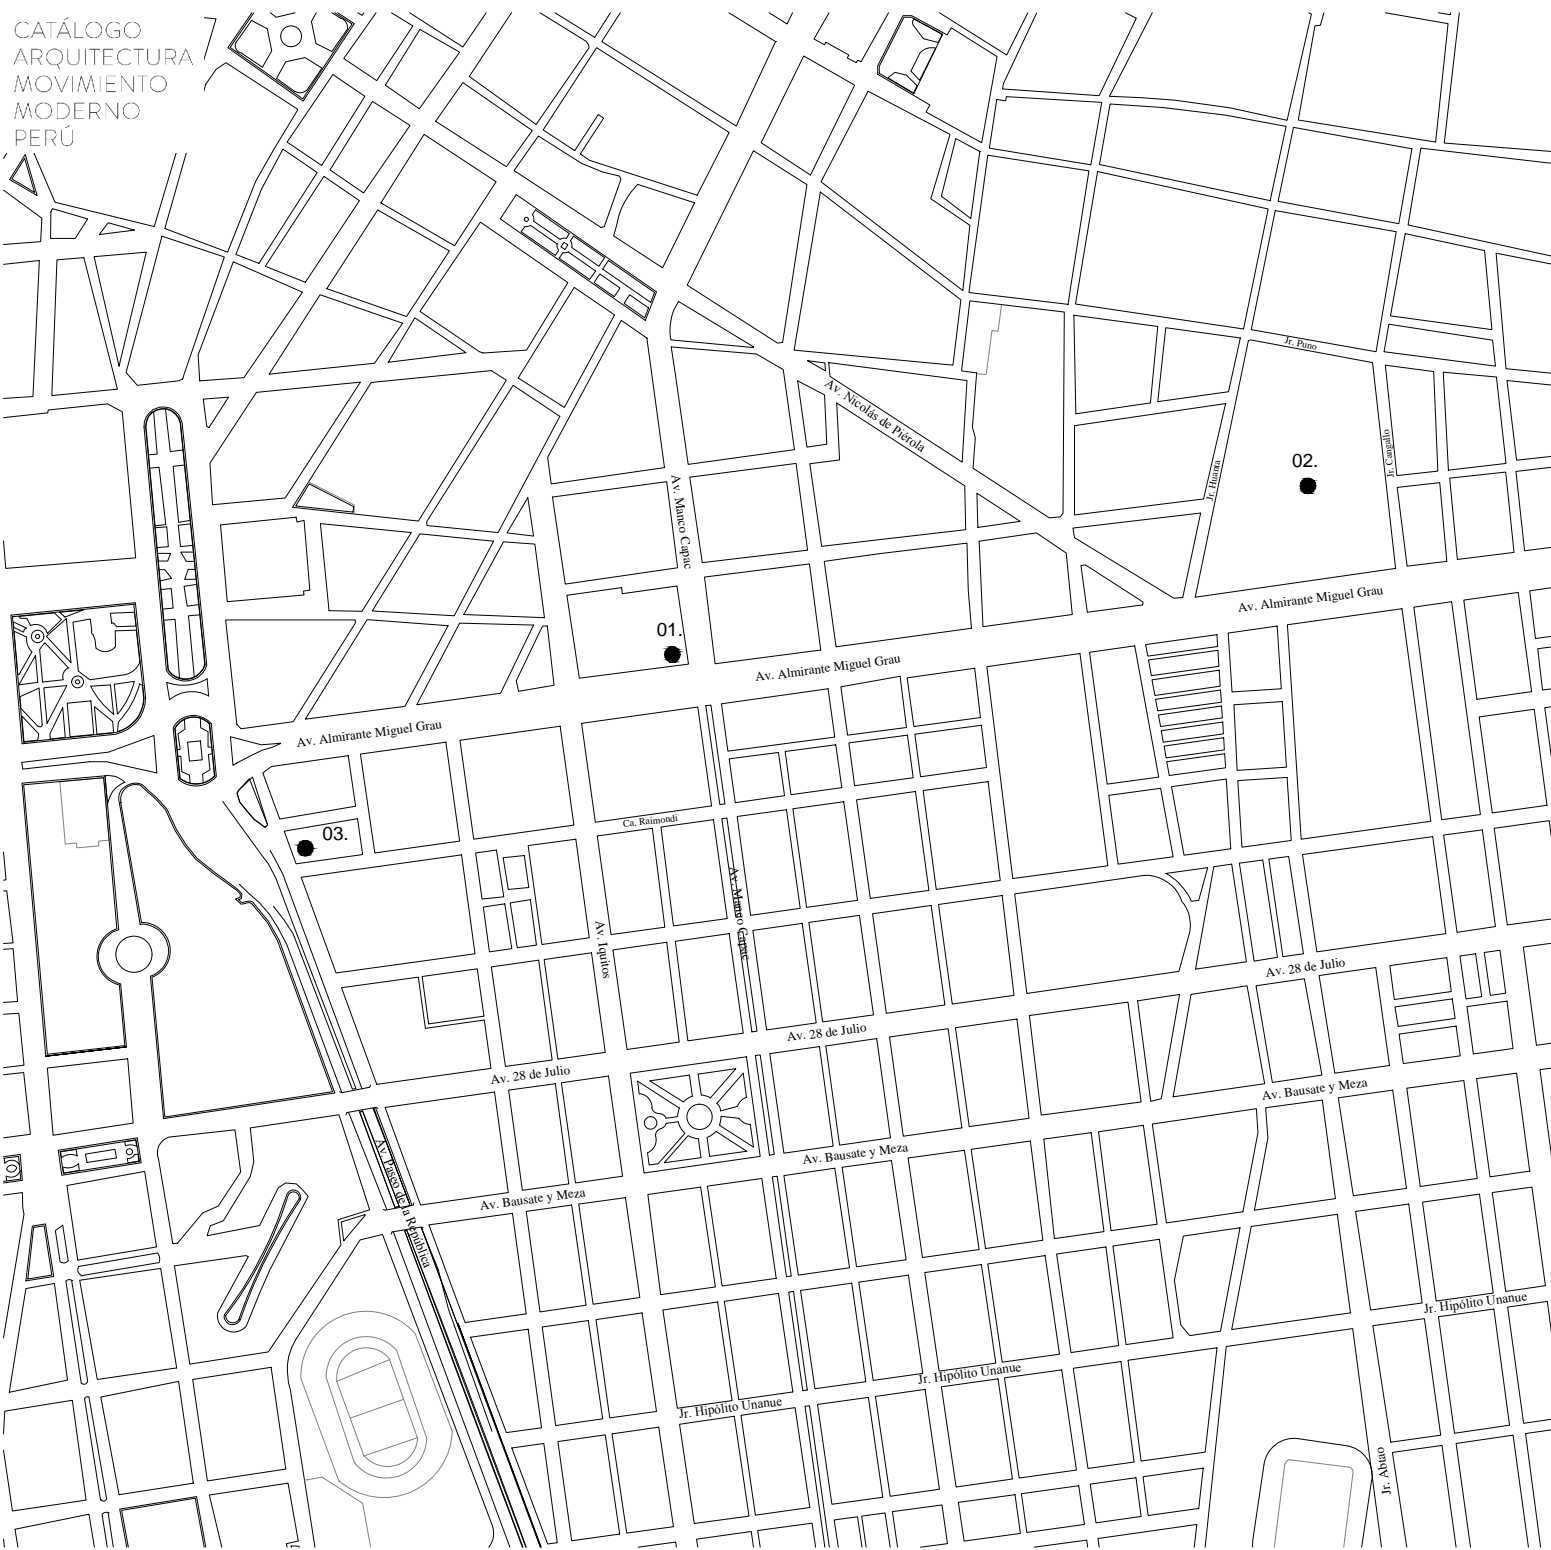 CATÁLOGO
ARQUITECTURA
MOVIMIENTO
MODERNO
PERÚ
Jr. Puno
Av. Nicolás de Piérola
Jr. Cangallo
02.
Jr. Huanta
Av. Manco Capac
Av. Almirante Miguel Grau
01.
Av. Almirante Miguel Grau
Av. Almirante Miguel Grau
Ca. Raimondi
03.
Av. Manco Capac
Av. Iquitos
Av. 28 de Julio
Av. 28 de Julio
Av. 28 de Julio
Av. Bausate y Meza
Av. Bausate y Meza
Av. Bausate y Meza
Av. Paseo de la República
Jr. Hipólito Unanue
Jr. Hipólito Unanue
Jr. Hipólito Unanue
Jr. Abtao